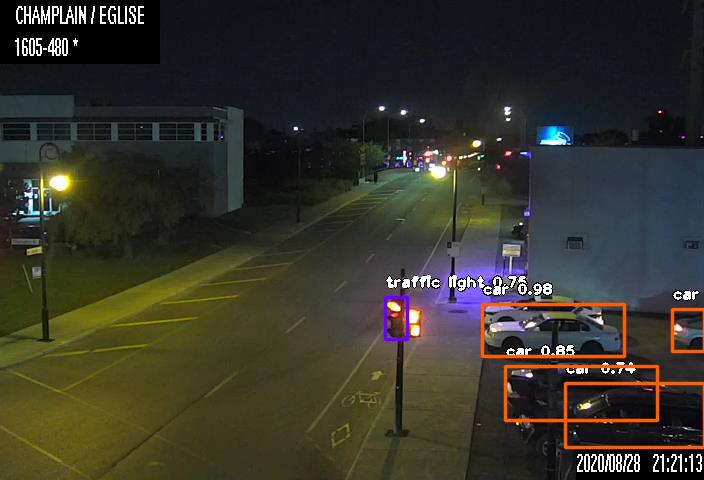 CHAMPLAIN / EGLISE
1605-480 *
traffic light 0.75
car 0.98
car
car 0.85
car 0.74
2020/08/28 21:21:13